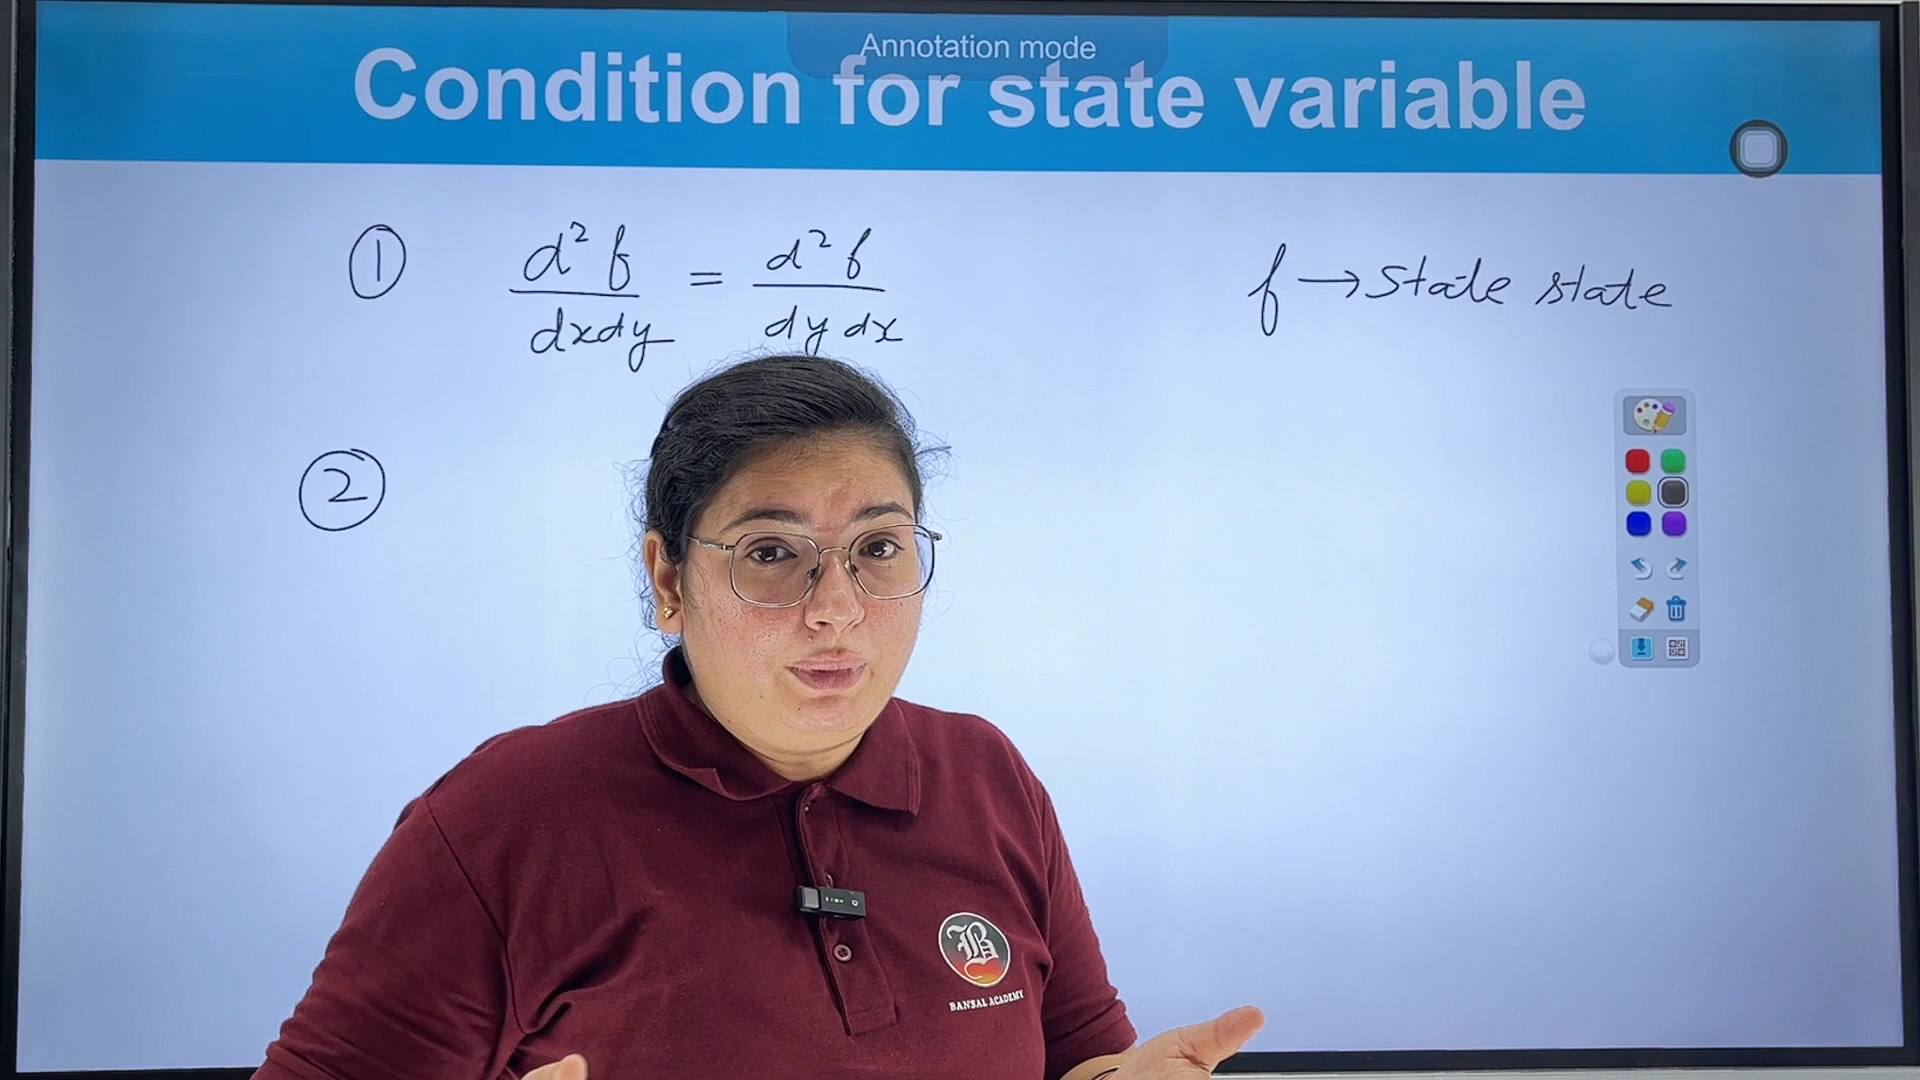 Annotation mode
Condition for state variable
① d²f/dxdy = d²f/dydx
f → State state
②
B
BANSAL ACADEMY